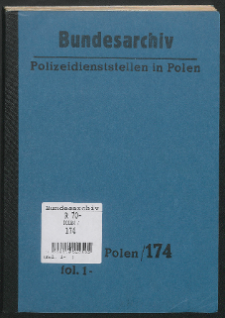 Bundesarchiv
Polizeidienststellen in Polen
Bundesarchiv
R 70-
POLEN /
174
Polen/174
fol. 1-